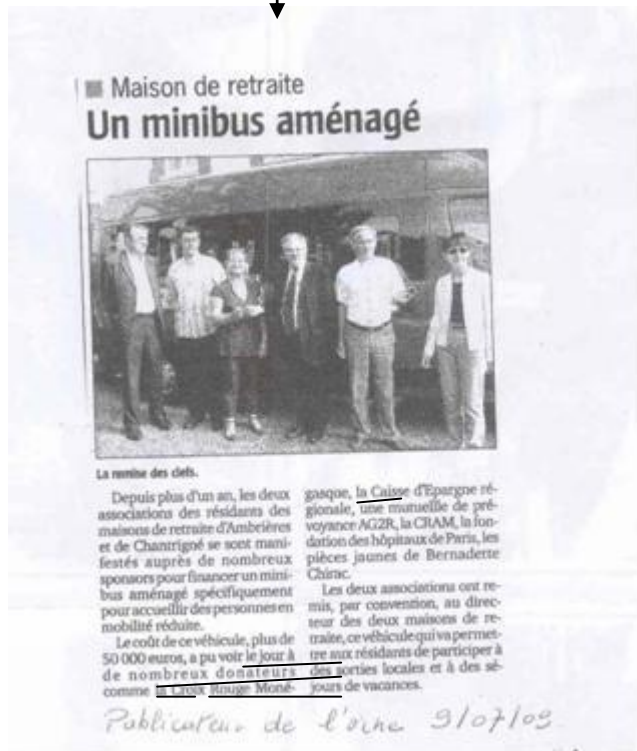 Maison de retraite
Un minibus aménagé
La remise des clefs.
Depuis plus d'un an, les deux
associations des résidants des
maisons de retraite d'Ambrières
et de Chantrigné se sont mani-
festés auprès de nombreux
sponsors pour financer un mini-
bus aménagé spécifiquement
pour accueillir des personnes en
mobilité réduite.
Le coût de ce véhicule, plus de
50 000 euros, a pu voir le jour à
de nombreux donateurs
comme la Croix Rouge Moné-
gasque, la Caisse d'Epargne ré-
gionale, une mutuelle de pré-
voyance AG2R, la CRAM, la fon-
dation des hôpitaux de Paris, les
pièces jaunes de Bernadette
Chirac.
Les deux associations ont re-
mis, par convention, au direc-
teur des deux maisons de re-
traite, ce véhicule qui va permet-
tre aux résidants de participer à
des sorties locales et à des sé-
jours de vacances.
Publicateur de l'orne 9/07/09